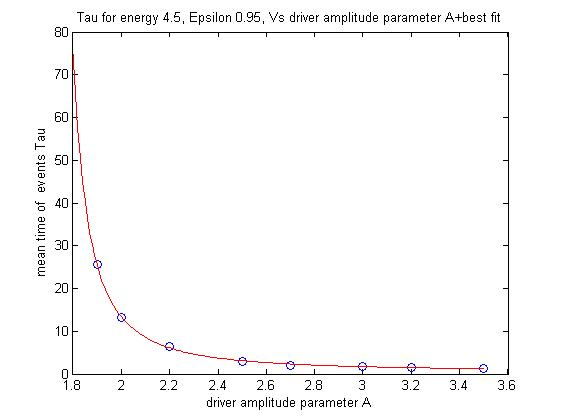 Tau for energy 4.5, Epsilon 0.95, Vs driver amplitude parameter A+best fit
80
70
60
50
40
30
20
10
0
mean time of events Tau
1.8 2 2.2 2.4 2.6 2.8 3 3.2 3.4 3.6
driver amplitude parameter A